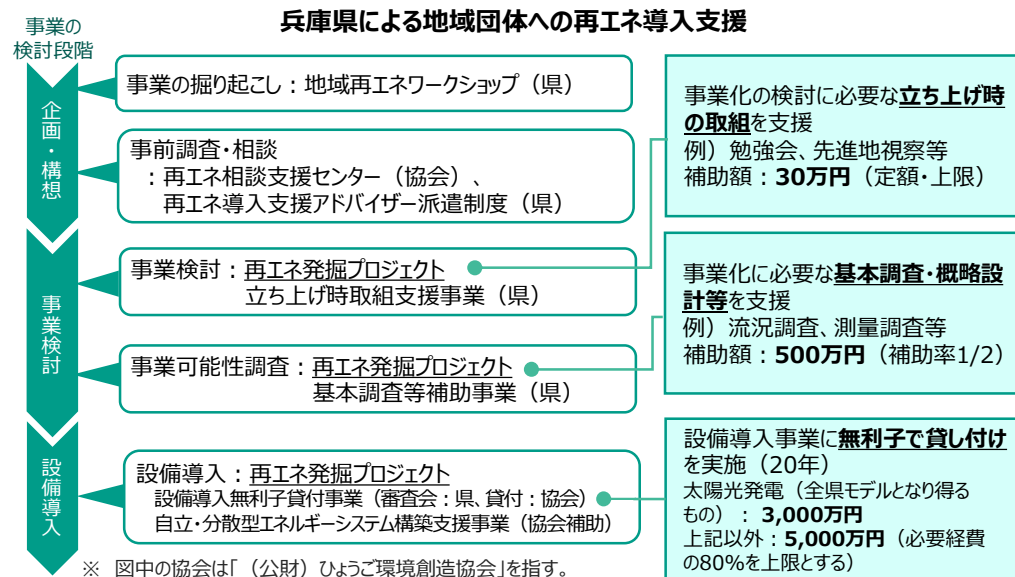 兵庫県による地域団体への再エネ導入支援
事業の
検討段階
企画・構想
事業の掘り起こし：地域再エネワークショップ（県）
事前調査・相談
：再エネ相談支援センター（協会）、
再エネ導入支援アドバイザー派遣制度（県）
事業検討
事業検討：再エネ発掘プロジェクト
立ち上げ時取組支援事業（県）
事業可能性調査：再エネ発掘プロジェクト
基本調査等補助事業（県）
設備導入
設備導入：再エネ発掘プロジェクト
設備導入無利子貸付事業（審査会：県、貸付：協会）
自立・分散型エネルギーシステム構築支援事業（協会補助）
事業化の検討に必要な立ち上げ時
の取組を支援
例）勉強会、先進地視察等
補助額：30万円（定額・上限）
事業化に必要な基本調査・概略設
計等を支援
例）流況調査、測量調査等
補助額：500万円（補助率1/2）
設備導入事業に無利子で貸し付け
を実施（20年）
太陽光発電（全県モデルとなり得る
もの）：3,000万円
上記以外：5,000万円（必要経費
の80%を上限とする）
※ 図中の協会は「（公財）ひょうご環境創造協会」を指す。